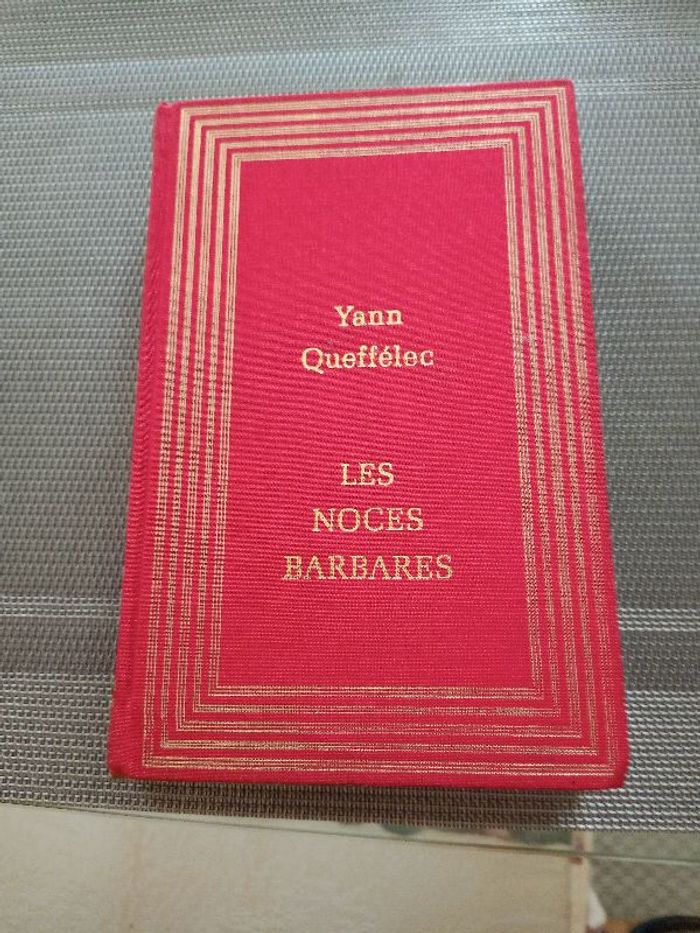 Yann
Queffélec
LES
NOCES
BARBARES